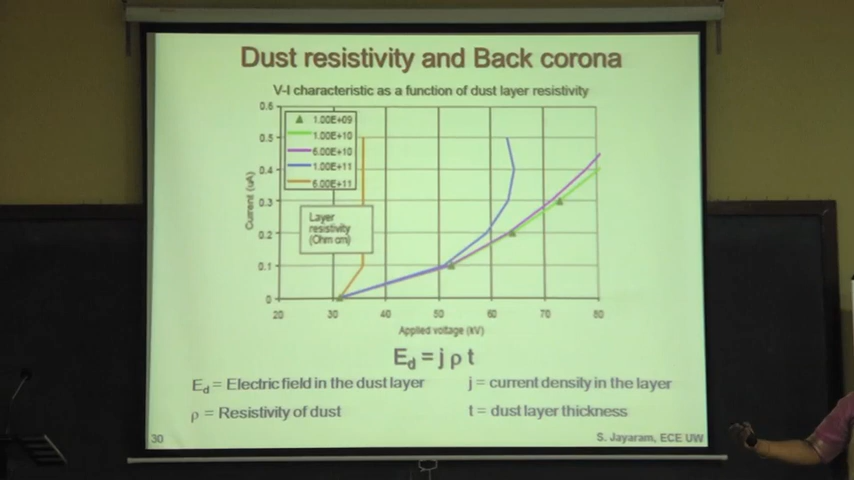 Dust resistivity and Back corona
V-I characteristic as a function of dust layer resistivity
0.6
0.5
0.4
0.3
0.2
0.1
0
Current (uA)
1.00E+09
1.00E+10
6.00E+10
1.00E+11
6.00E+11
Layer
resistivity
(Ohm cm)
20 30 40 50 60 70 80
Applied voltage (kV)
E_d = j ρ t
E_d = Electric field in the dust layer
j = current density in the layer
ρ = Resistivity of dust
t = dust layer thickness
30
S. Jayaram, ECE UW